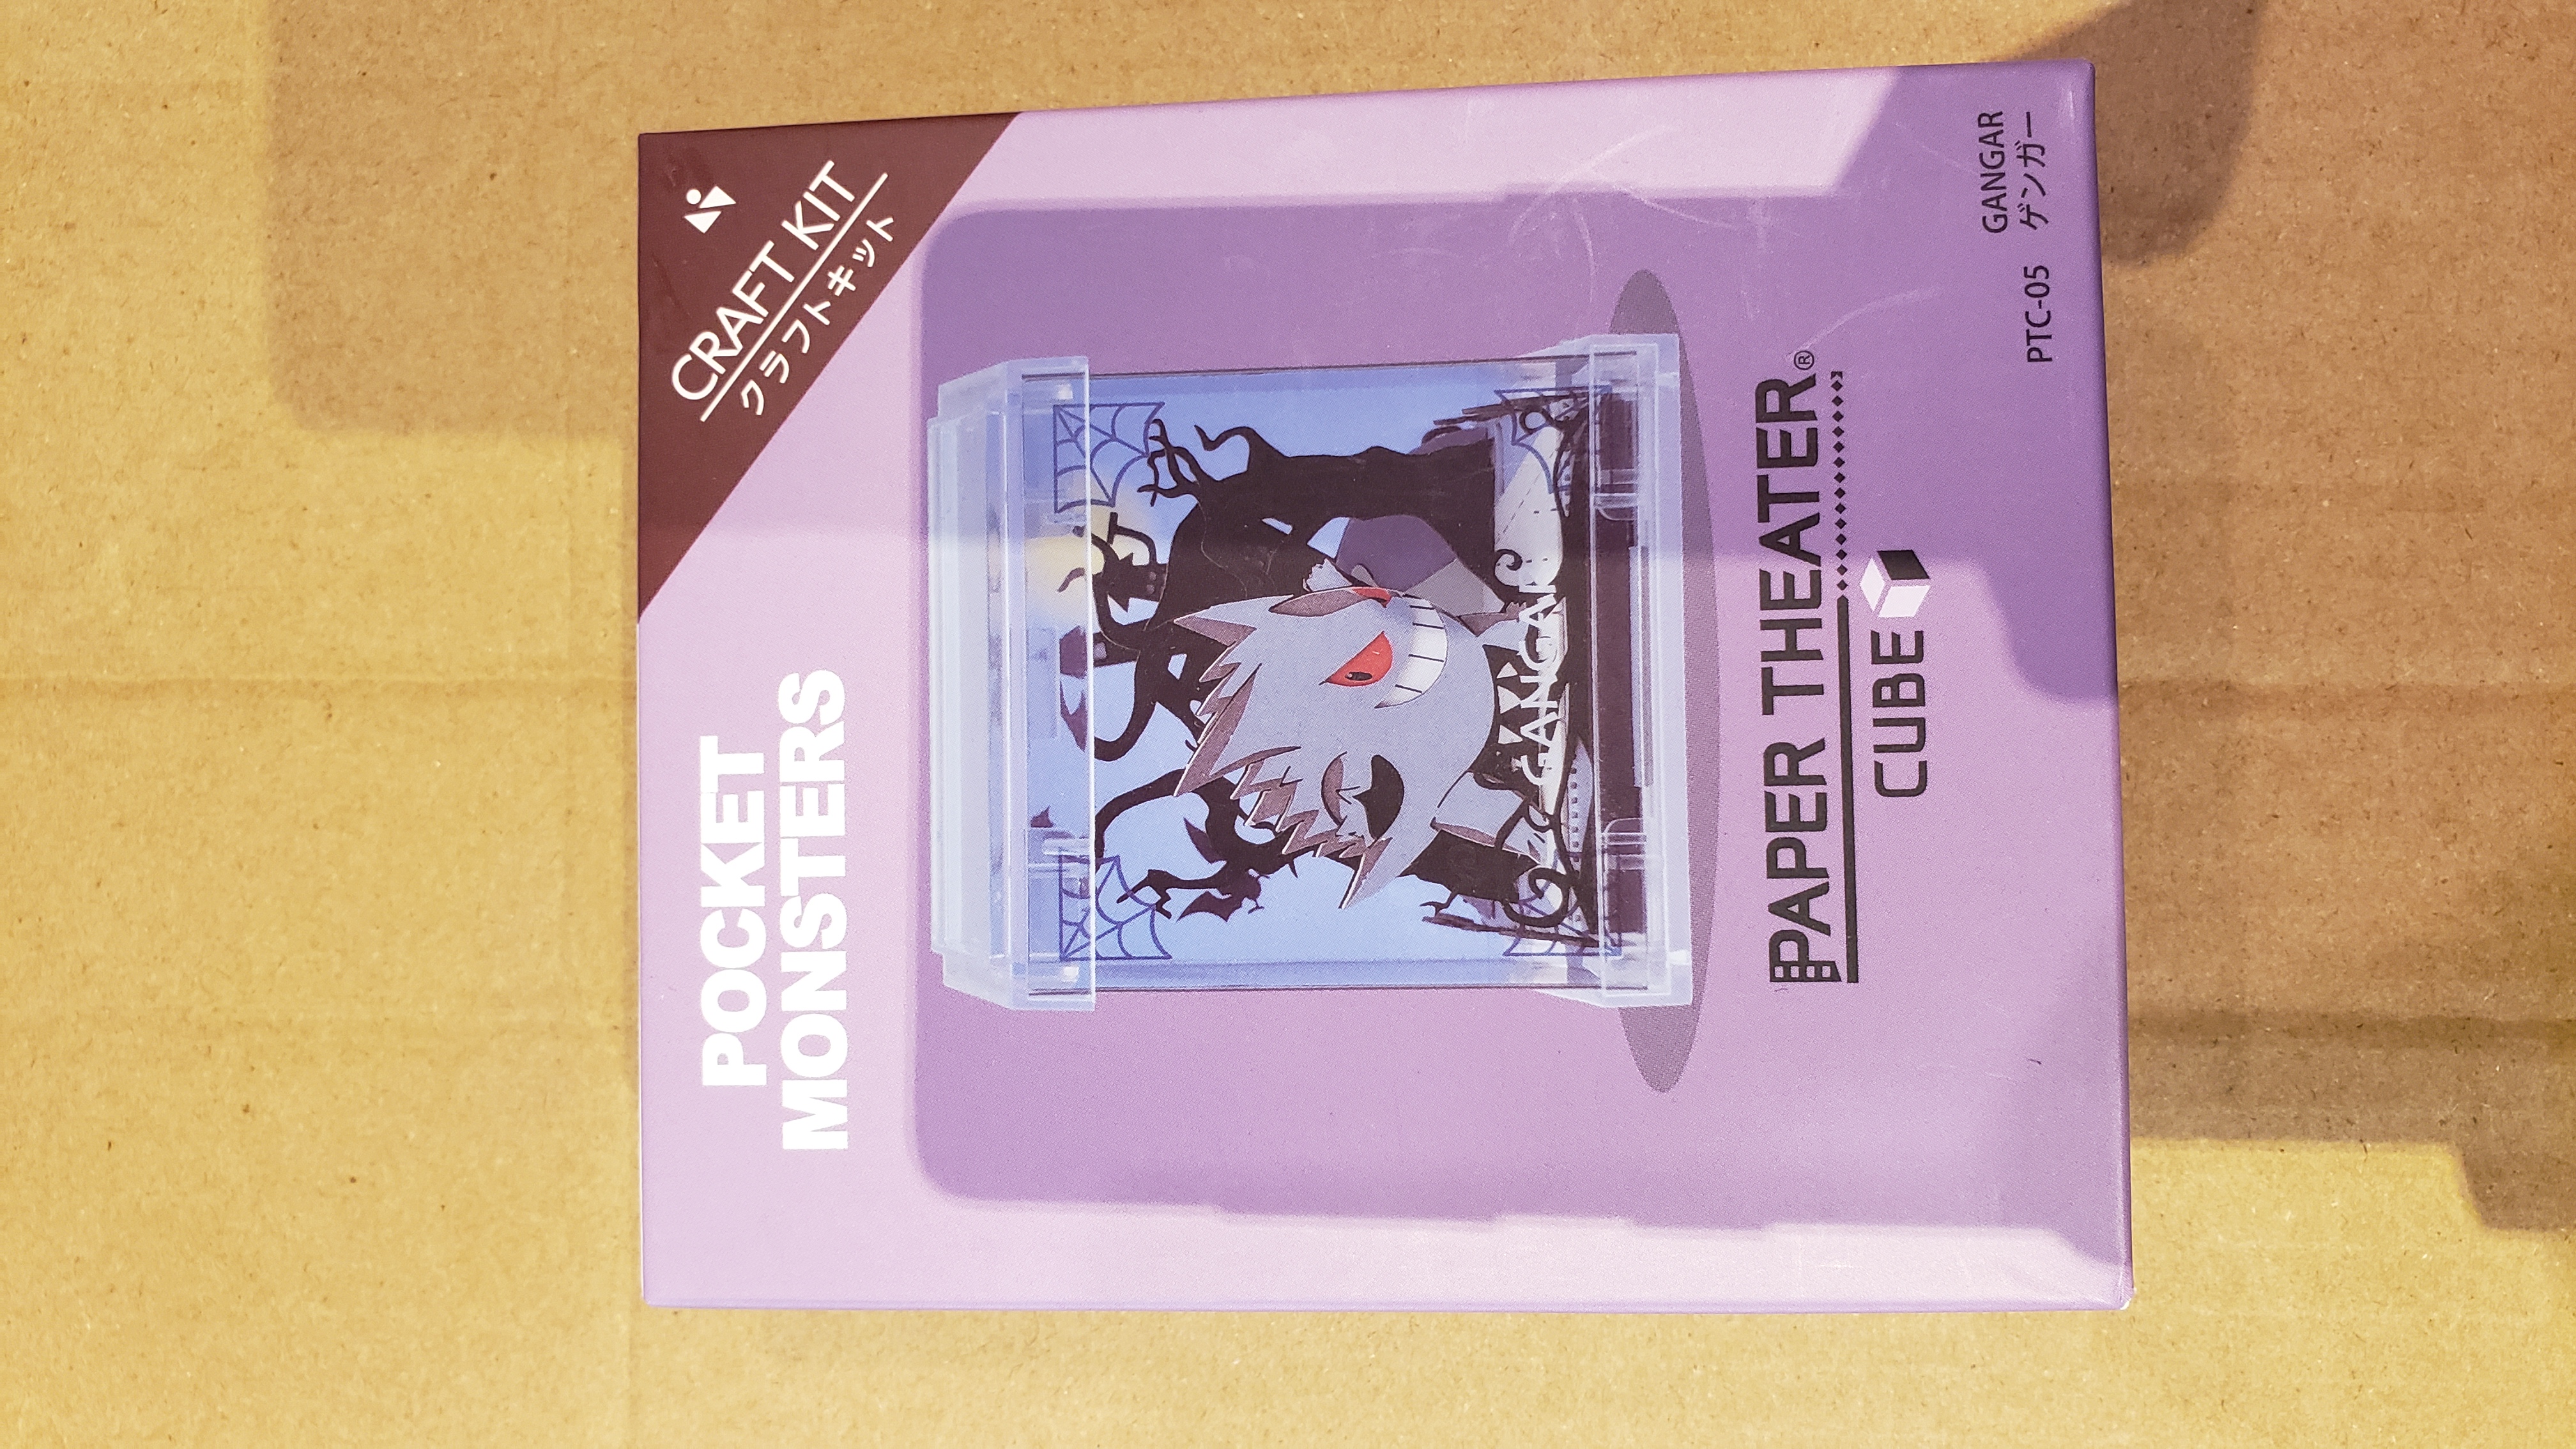 CRAFT KIT
クラフトキット
POCKET
MONSTERS
GANGAR
PAPER THEATER®
CUBE
GANGAR
PTC-05 ゲンガー